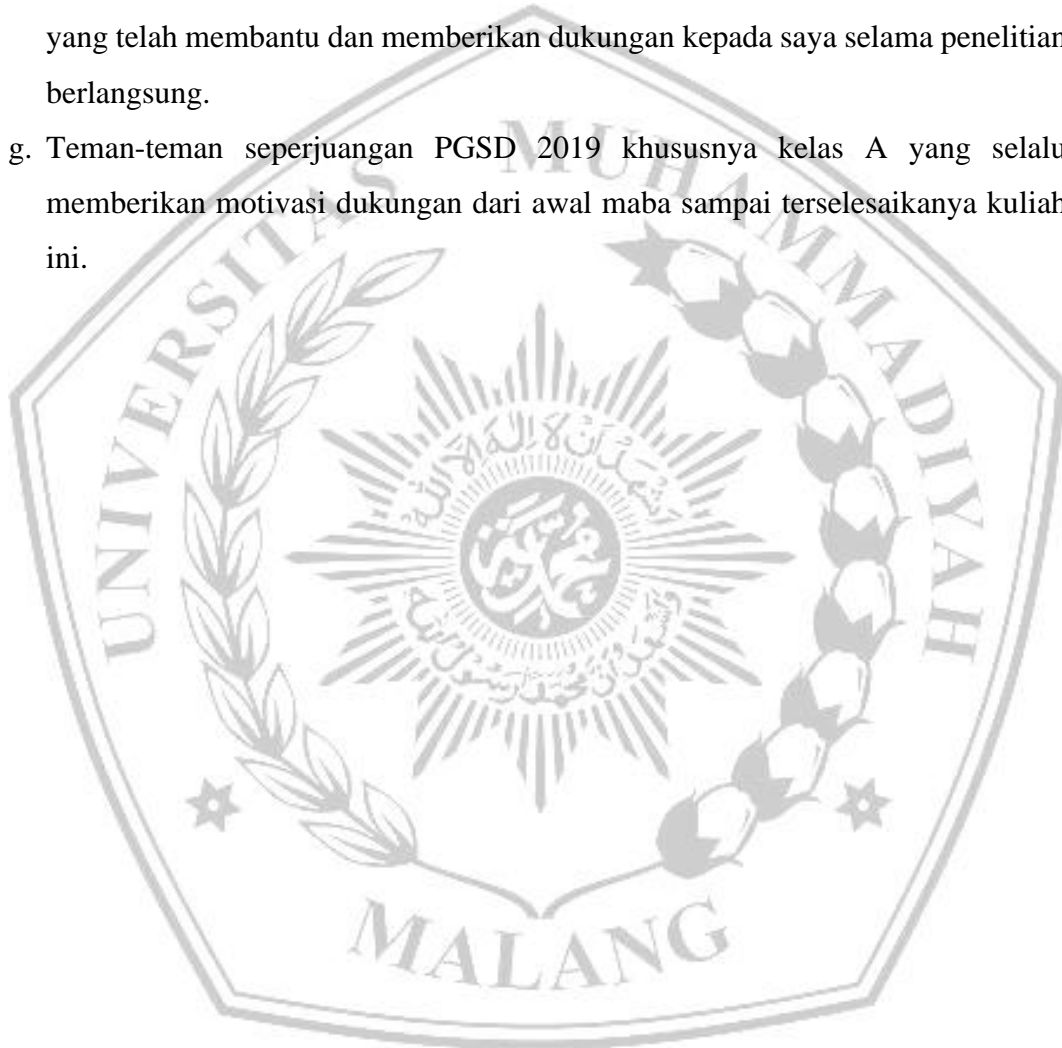 yang telah membantu dan memberikan dukungan kepada saya selama penelitian
berlangsung.
g. Teman-teman seperjuangan PGSD 2019 khususnya kelas A yang selalu
memberikan motivasi dukungan dari awal maba sampai terselesaikanya kuliah
ini.
UNIVERSITAS MUHAMMADIYAH
MALANG